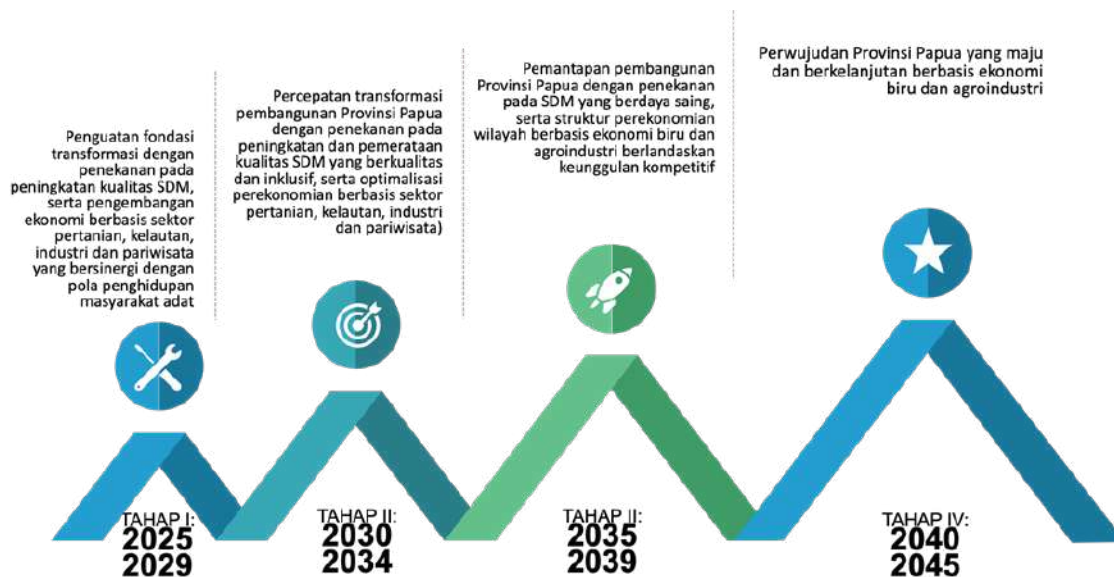 Penguatan fondasi
transformasi dengan
penekanan pada
peningkatan kualitas SDM,
serta pengembangan
ekonomi berbasis sektor
pertanian, kelautan,
industri dan pariwisata
yang bersinergi dengan
pola penghidupan
masyarakat adat
Percepatan transformasi
pembangunan Provinsi Papua
dengan penekanan pada
peningkatan dan pemerataan
kualitas SDM yang berkualitas
dan inklusif, serta optimalisasi
perekonomian berbasis sektor
pertanian, kelautan, industri
dan pariwisata)
Pemantapan pembangunan
Provinsi Papua dengan penekanan
pada SDM yang berdaya saing,
serta struktur perekonomian
wilayah berbasis ekonomi biru dan
agroindustri berlandaskan
keunggulan kompetitif
Perwujudan Provinsi Papua yang maju
dan berkelanjutan berbasis ekonomi
biru dan agroindustri
TAHAP I:
2025
2029
TAHAP II:
2030
2034
TAHAP II:
2035
2039
TAHAP IV:
2040
2045